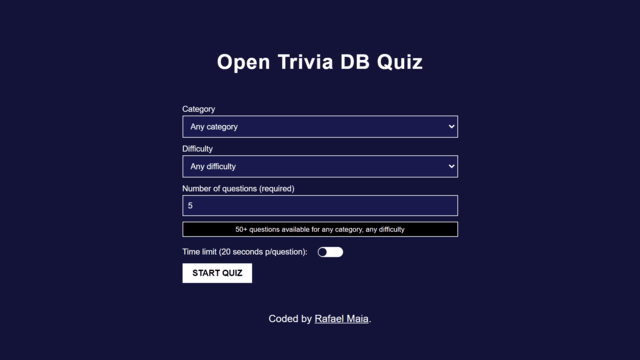 Open Trivia DB Quiz
Category
Any category
Difficulty
Any difficulty
Number of questions (required)
5
50+ questions available for any category, any difficulty
Time limit (20 seconds p/question):
START QUIZ
Coded by Rafael Maia.